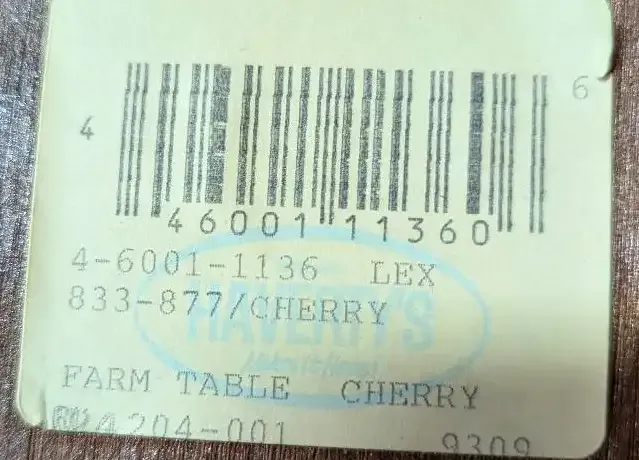 4 6
46001 11360
4-6001-1136 LEX
833-877/CHERRY
HAVERTY'S
FARM TABLE CHERRY
4204-001 9309